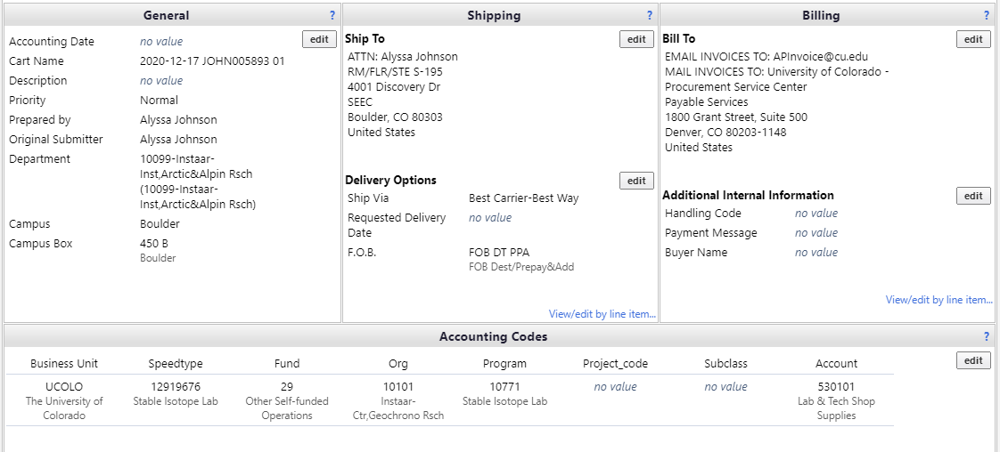 General ?
edit
Accounting Date no value
Cart Name 2020-12-17 JOHN005893 01
Description no value
Priority Normal
Prepared by Alyssa Johnson
Original Submitter Alyssa Johnson
Department 10099-Instaar-
Inst,Arctic&Alpin Rsch
(10099-Instaar-
Inst,Arctic&Alpin Rsch)
Campus Boulder
Campus Box 450 B
Boulder
Shipping ?
Ship To edit
ATTN: Alyssa Johnson
RM/FLR/STE S-195
4001 Discovery Dr
SEEC
Boulder, CO 80303
United States
Delivery Options edit
Ship Via Best Carrier-Best Way
Requested Delivery no value
Date
F.O.B. FOB DT PPA
FOB Dest/Prepay&Add
View/edit by line item...
Billing ?
Bill To edit
EMAIL INVOICES TO: APInvoice@cu.edu
MAIL INVOICES TO: University of Colorado -
Procurement Service Center
Payable Services
1800 Grant Street, Suite 500
Denver, CO 80203-1148
United States
Additional Internal Information edit
Handling Code no value
Payment Message no value
Buyer Name no value
View/edit by line item...
Accounting Codes ?
edit
Business Unit Speedtype Fund Org Program Project_code Subclass Account
UCOLO 12919676 29 10101 10771 no value no value 530101
The University of Stable Isotope Lab Other Self-funded Instaar- Stable Isotope Lab Lab & Tech Shop
Colorado Operations Ctr,Geochrono Rsch Supplies